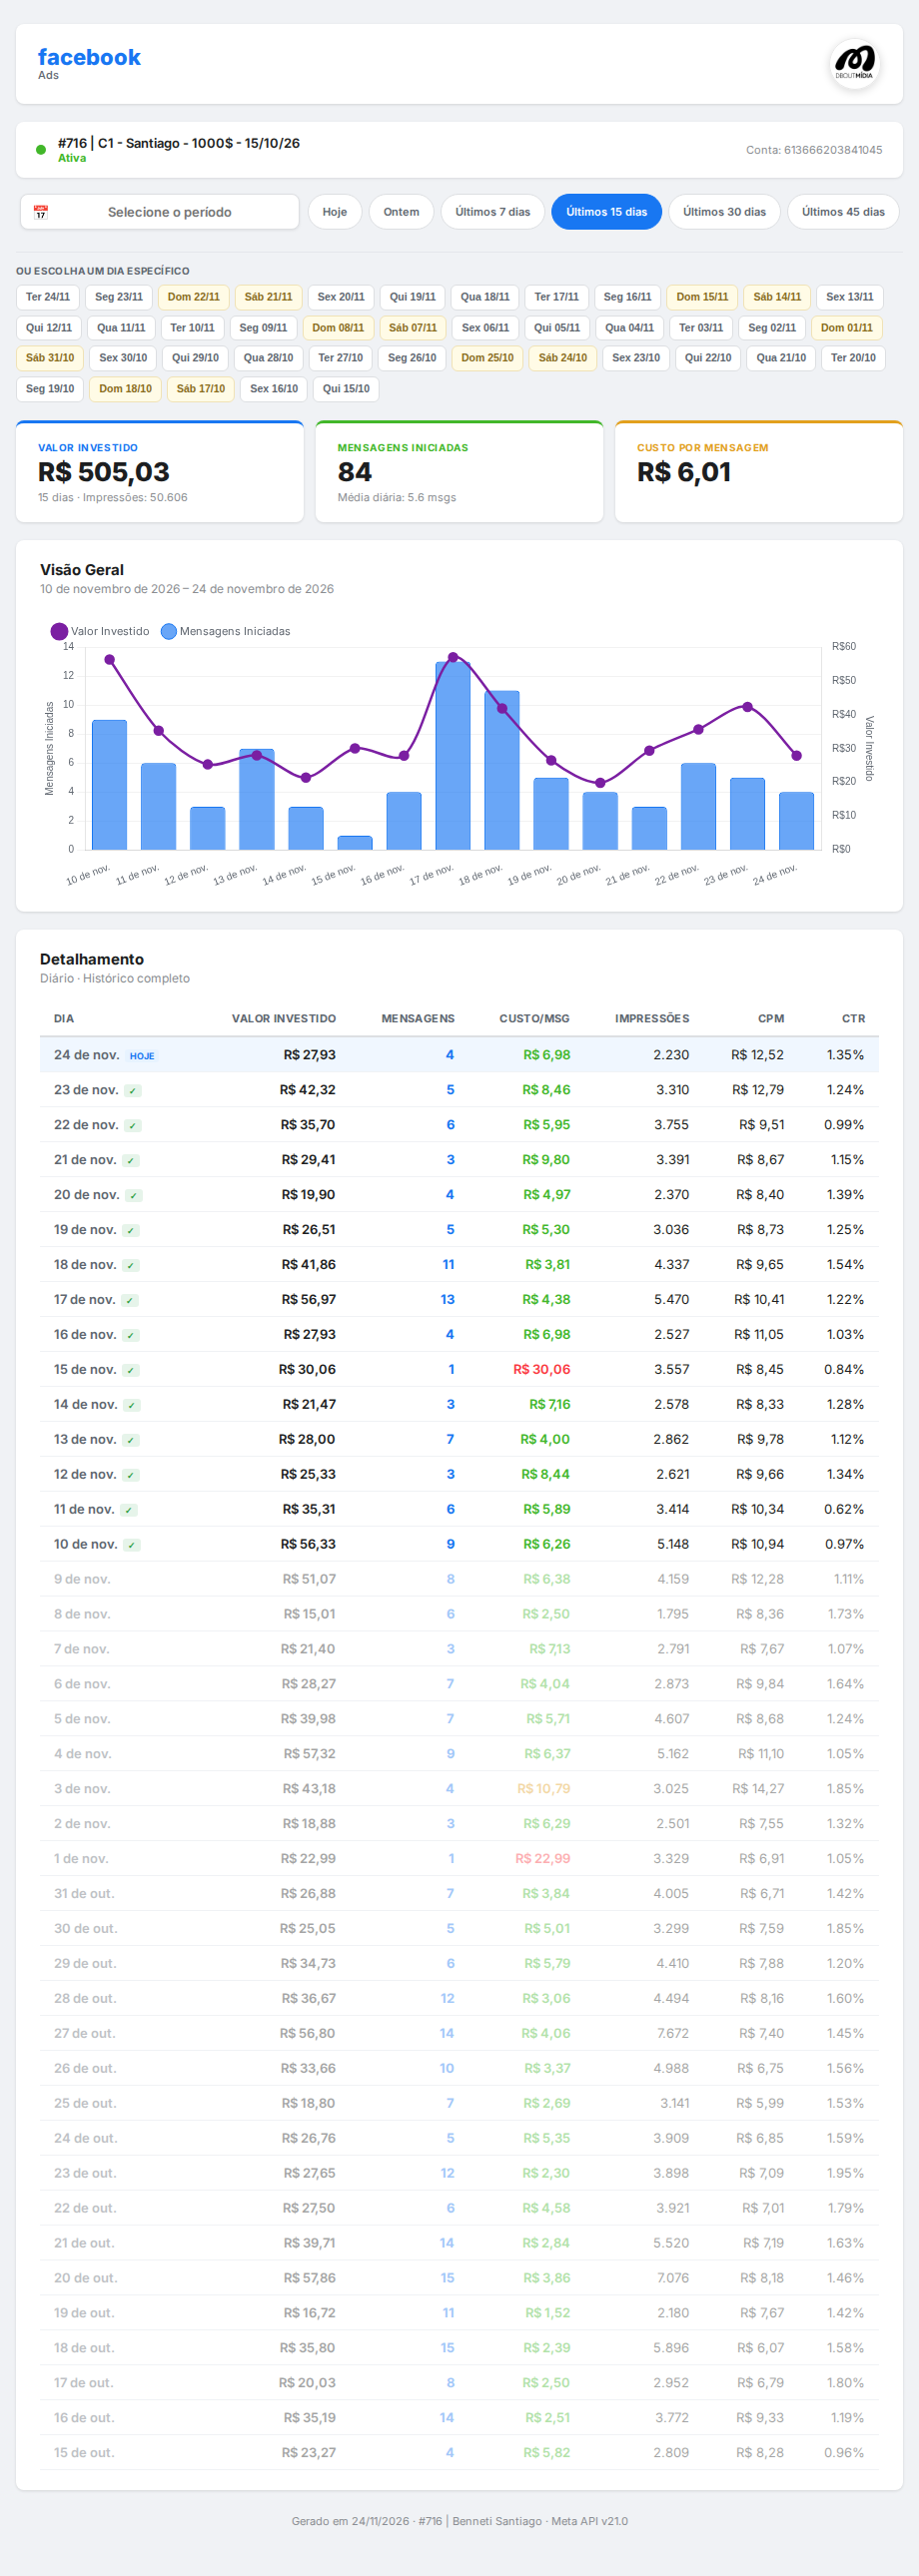 facebook
Ads
DBOUTMÍDIA
#716 | C1 - Santiago - 1000$ - 15/10/26
Ativa
Conta: 613666203841045
Selecione o período Hoje Ontem Últimos 7 dias Últimos 15 dias Últimos 30 dias Últimos 45 dias
OU ESCOLHA UM DIA ESPECÍFICO
Ter 24/11 Seg 23/11 Dom 22/11 Sáb 21/11 Sex 20/11 Qui 19/11 Qua 18/11 Ter 17/11 Seg 16/11 Dom 15/11 Sáb 14/11 Sex 13/11
Qui 12/11 Qua 11/11 Ter 10/11 Seg 09/11 Dom 08/11 Sáb 07/11 Sex 06/11 Qui 05/11 Qua 04/11 Ter 03/11 Seg 02/11 Dom 01/11
Sáb 31/10 Sex 30/10 Qui 29/10 Qua 28/10 Ter 27/10 Seg 26/10 Dom 25/10 Sáb 24/10 Sex 23/10 Qui 22/10 Qua 21/10 Ter 20/10
Seg 19/10 Dom 18/10 Sáb 17/10 Sex 16/10 Qui 15/10
VALOR INVESTIDO
R$ 505,03
15 dias · Impressões: 50.606
MENSAGENS INICIADAS
84
Média diária: 5.6 msgs
CUSTO POR MENSAGEM
R$ 6,01
Visão Geral
10 de novembro de 2026 – 24 de novembro de 2026
Valor Investido Mensagens Iniciadas
Mensagens Iniciadas
14
12
10
8
6
4
2
0
R$60
R$50
R$40
R$30
R$20
R$10
R$0
Valor Investido
10 de nov. 11 de nov. 12 de nov. 13 de nov. 14 de nov. 15 de nov. 16 de nov. 17 de nov. 18 de nov. 19 de nov. 20 de nov. 21 de nov. 22 de nov. 23 de nov. 24 de nov.
Detalhamento
Diário · Histórico completo
DIA VALOR INVESTIDO MENSAGENS CUSTO/MSG IMPRESSÕES CPM CTR
24 de nov. HOJE R$ 27,93 4 R$ 6,98 2.230 R$ 12,52 1.35%
23 de nov. ✓ R$ 42,32 5 R$ 8,46 3.310 R$ 12,79 1.24%
22 de nov. ✓ R$ 35,70 6 R$ 5,95 3.755 R$ 9,51 0.99%
21 de nov. ✓ R$ 29,41 3 R$ 9,80 3.391 R$ 8,67 1.15%
20 de nov. ✓ R$ 19,90 4 R$ 4,97 2.370 R$ 8,40 1.39%
19 de nov. ✓ R$ 26,51 5 R$ 5,30 3.036 R$ 8,73 1.25%
18 de nov. ✓ R$ 41,86 11 R$ 3,81 4.337 R$ 9,65 1.54%
17 de nov. ✓ R$ 56,97 13 R$ 4,38 5.470 R$ 10,41 1.22%
16 de nov. ✓ R$ 27,93 4 R$ 6,98 2.527 R$ 11,05 1.03%
15 de nov. ✓ R$ 30,06 1 R$ 30,06 3.557 R$ 8,45 0.84%
14 de nov. ✓ R$ 21,47 3 R$ 7,16 2.578 R$ 8,33 1.28%
13 de nov. ✓ R$ 28,00 7 R$ 4,00 2.862 R$ 9,78 1.12%
12 de nov. ✓ R$ 25,33 3 R$ 8,44 2.621 R$ 9,66 1.34%
11 de nov. ✓ R$ 35,31 6 R$ 5,89 3.414 R$ 10,34 0.62%
10 de nov. ✓ R$ 56,33 9 R$ 6,26 5.148 R$ 10,94 0.97%
9 de nov. R$ 51,07 8 R$ 6,38 4.159 R$ 12,28 1.11%
8 de nov. R$ 15,01 6 R$ 2,50 1.795 R$ 8,36 1.73%
7 de nov. R$ 21,40 3 R$ 7,13 2.791 R$ 7,67 1.07%
6 de nov. R$ 28,27 7 R$ 4,04 2.873 R$ 9,84 1.64%
5 de nov. R$ 39,98 7 R$ 5,71 4.607 R$ 8,68 1.24%
4 de nov. R$ 57,32 9 R$ 6,37 5.162 R$ 11,10 1.05%
3 de nov. R$ 43,18 4 R$ 10,79 3.025 R$ 14,27 1.85%
2 de nov. R$ 18,88 3 R$ 6,29 2.501 R$ 7,55 1.32%
1 de nov. R$ 22,99 1 R$ 22,99 3.329 R$ 6,91 1.05%
31 de out. R$ 26,88 7 R$ 3,84 4.005 R$ 6,71 1.42%
30 de out. R$ 25,05 5 R$ 5,01 3.299 R$ 7,59 1.85%
29 de out. R$ 34,73 6 R$ 5,79 4.410 R$ 7,88 1.20%
28 de out. R$ 36,67 12 R$ 3,06 4.494 R$ 8,16 1.60%
27 de out. R$ 56,80 14 R$ 4,06 7.672 R$ 7,40 1.45%
26 de out. R$ 33,66 10 R$ 3,37 4.988 R$ 6,75 1.56%
25 de out. R$ 18,80 7 R$ 2,69 3.141 R$ 5,99 1.53%
24 de out. R$ 26,76 5 R$ 5,35 3.909 R$ 6,85 1.59%
23 de out. R$ 27,65 12 R$ 2,30 3.898 R$ 7,09 1.95%
22 de out. R$ 27,50 6 R$ 4,58 3.921 R$ 7,01 1.79%
21 de out. R$ 39,71 14 R$ 2,84 5.520 R$ 7,19 1.63%
20 de out. R$ 57,86 15 R$ 3,86 7.076 R$ 8,18 1.46%
19 de out. R$ 16,72 11 R$ 1,52 2.180 R$ 7,67 1.42%
18 de out. R$ 35,80 15 R$ 2,39 5.896 R$ 6,07 1.58%
17 de out. R$ 20,03 8 R$ 2,50 2.952 R$ 6,79 1.80%
16 de out. R$ 35,19 14 R$ 2,51 3.772 R$ 9,33 1.19%
15 de out. R$ 23,27 4 R$ 5,82 2.809 R$ 8,28 0.96%
Gerado em 24/11/2026 · #716 | Benneti Santiago · Meta API v21.0